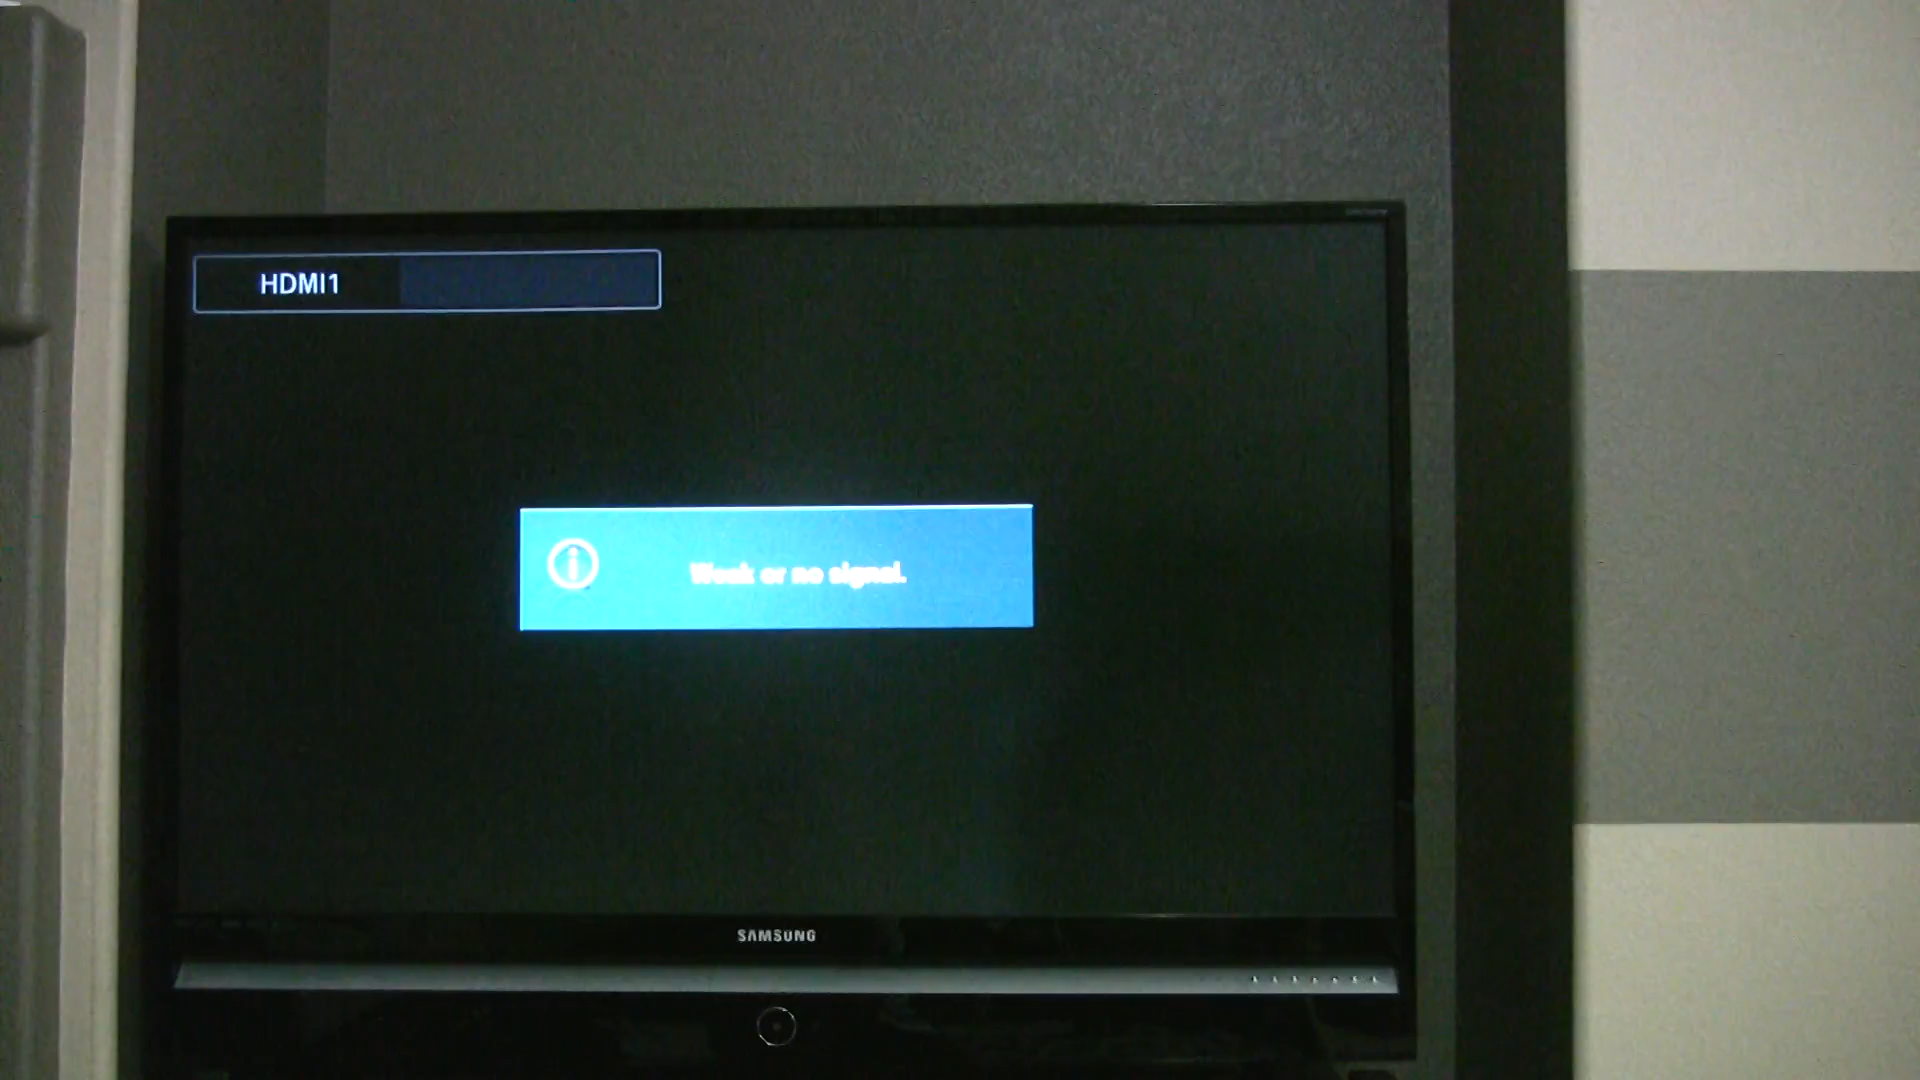 HDMI1
Weak or no signal.
SAMSUNG